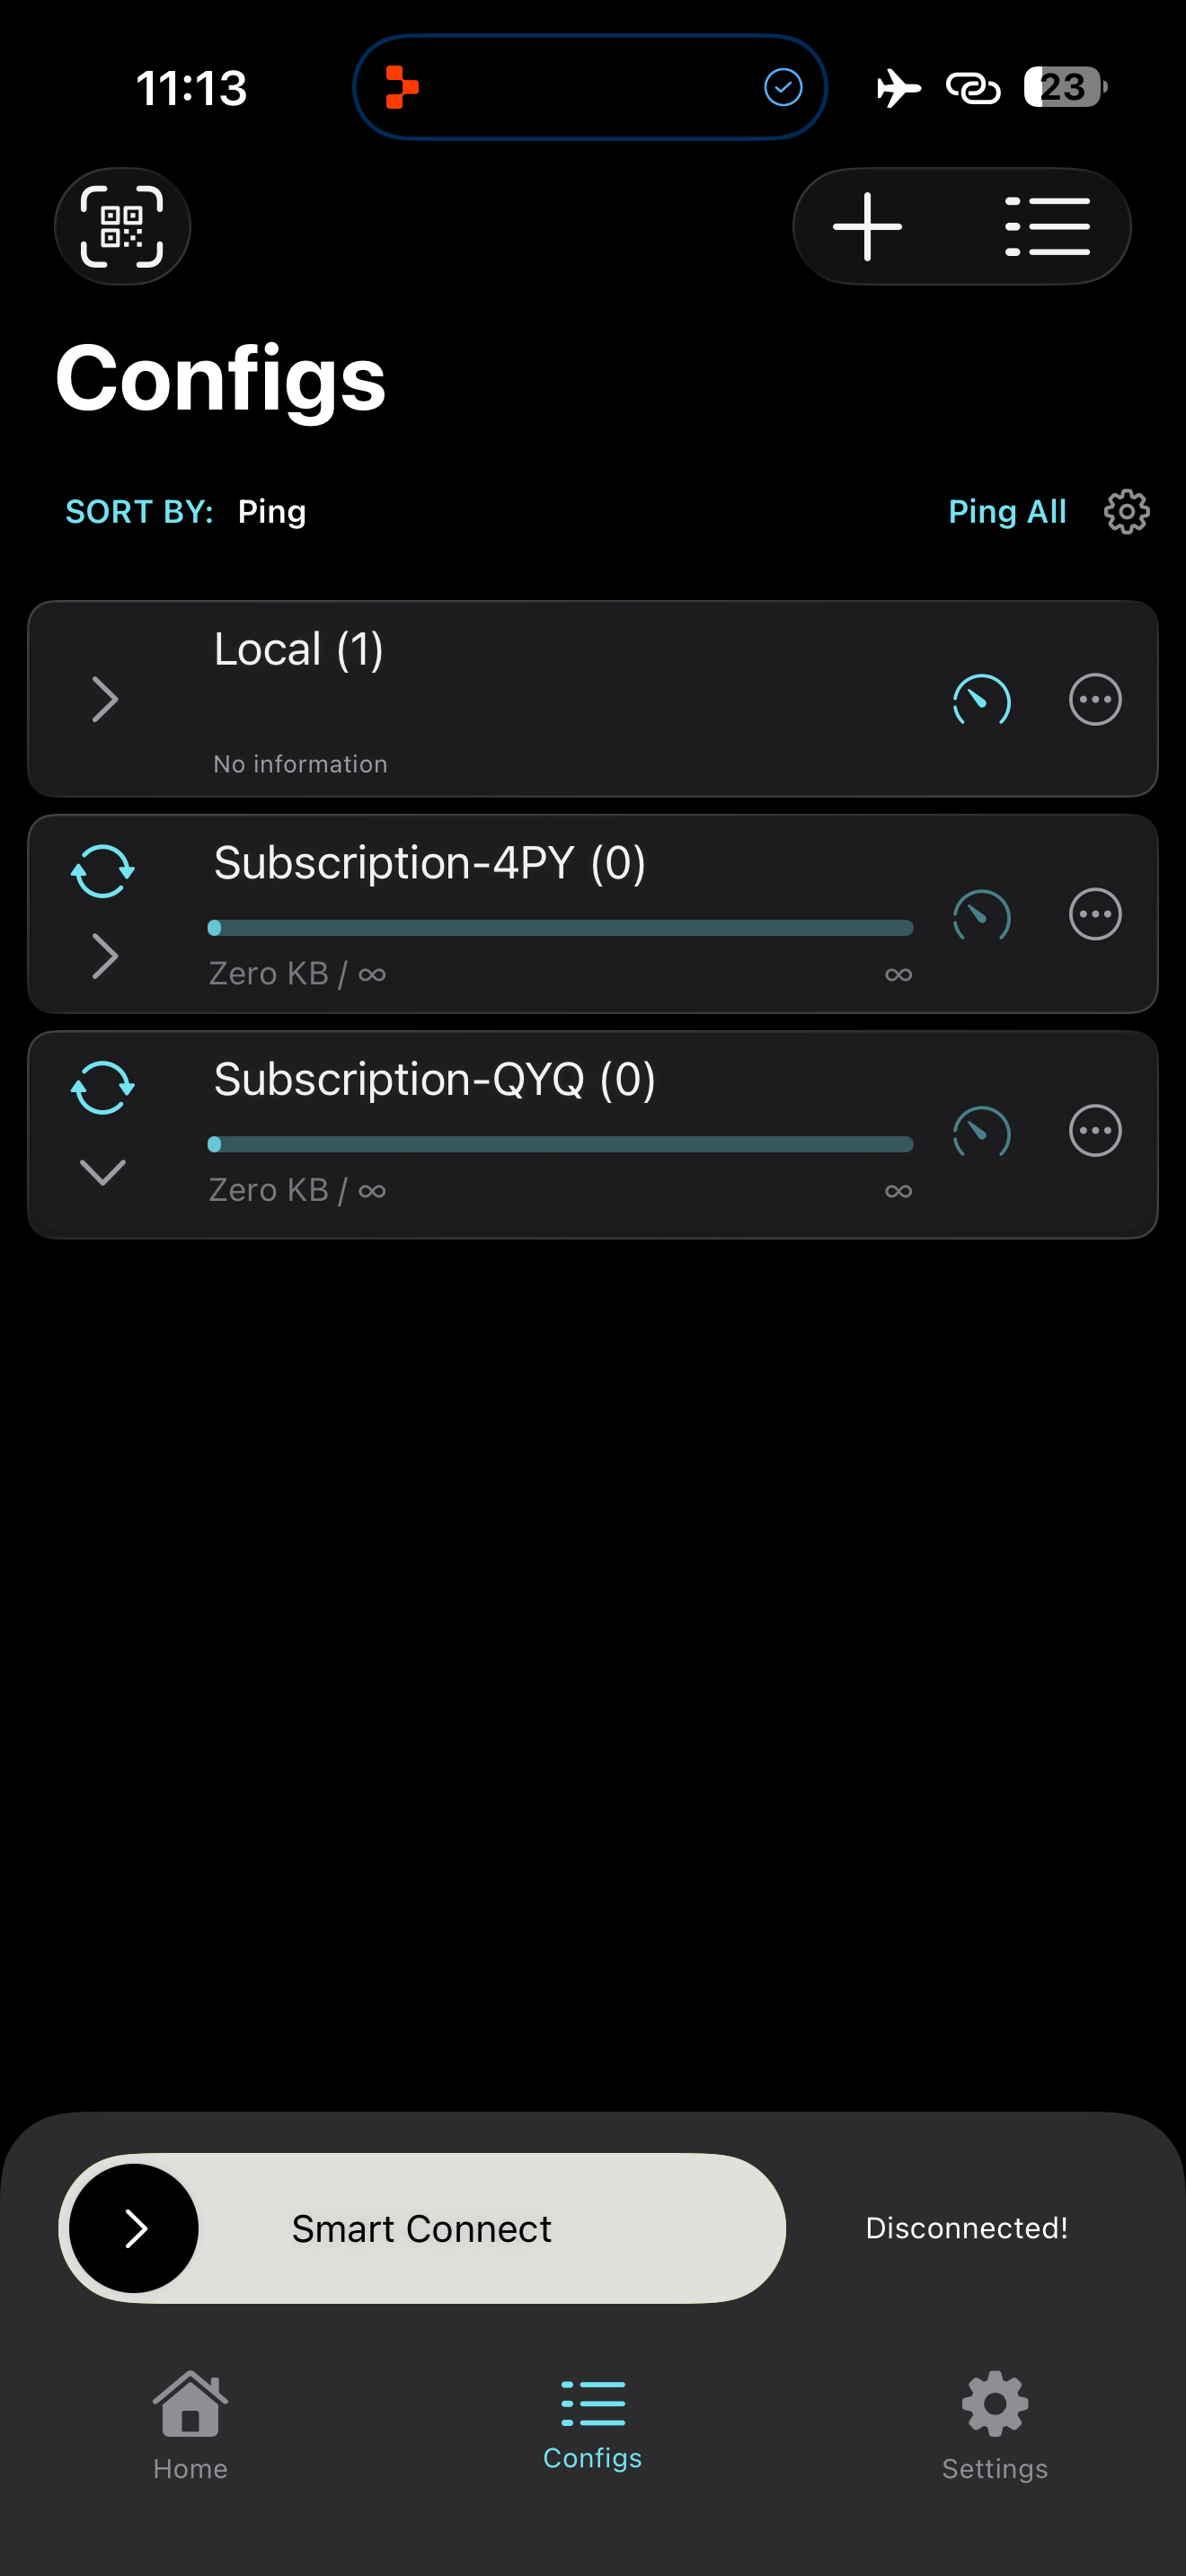 11:13
23
Configs
SORT BY: Ping
Ping All
Local (1)
No information
Subscription-4PY (0)
Zero KB / ∞
∞
Subscription-QYQ (0)
Zero KB / ∞
∞
Smart Connect
Disconnected!
Home
Configs
Settings